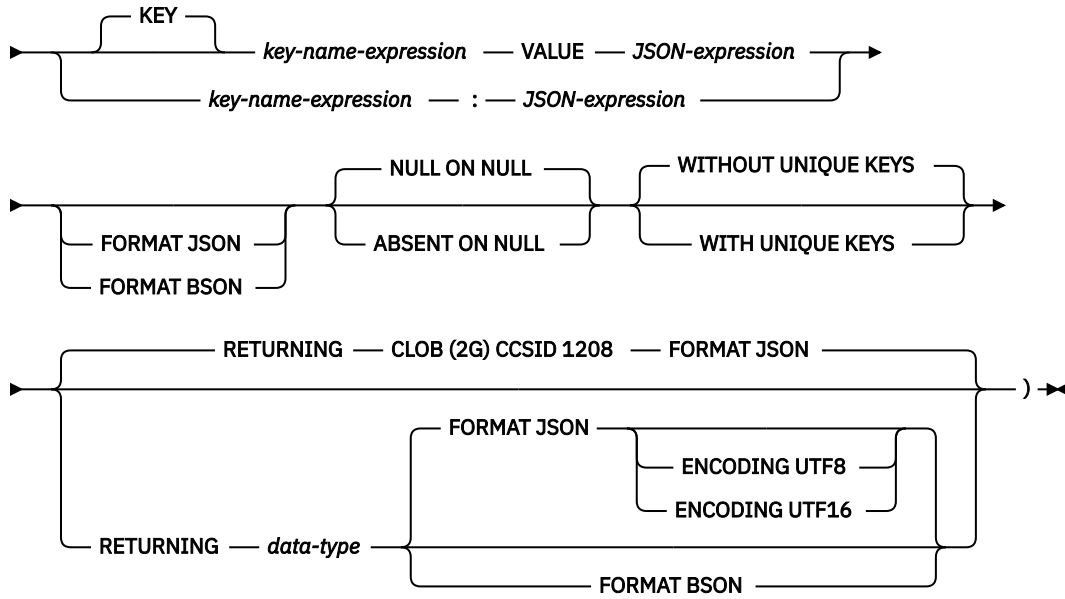 KEY
key-name-expression VALUE JSON-expression
key-name-expression : JSON-expression
NULL ON NULL WITHOUT UNIQUE KEYS
FORMAT JSON ABSENT ON NULL WITH UNIQUE KEYS
FORMAT BSON
RETURNING CLOB (2G) CCSID 1208 FORMAT JSON
)
FORMAT JSON
ENCODING UTF8
ENCODING UTF16
RETURNING data-type
FORMAT BSON